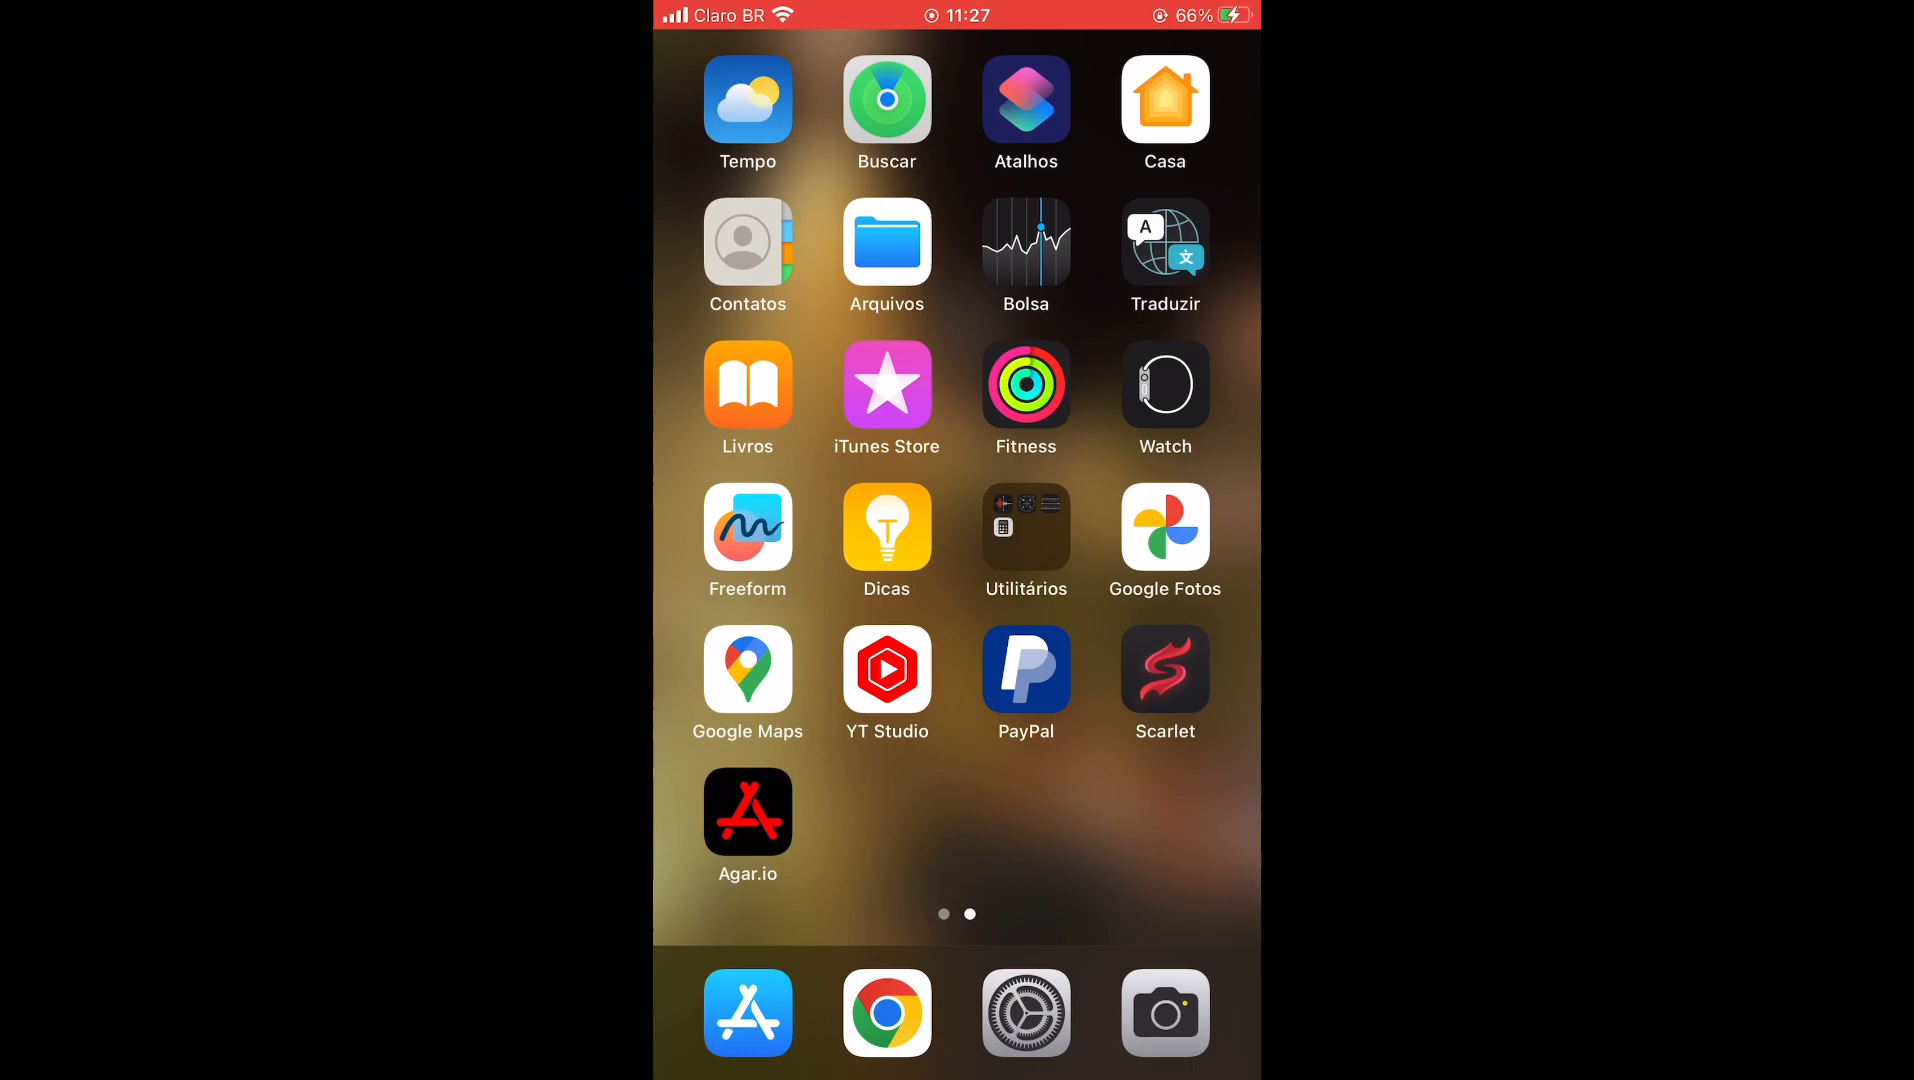 Claro BR 11:27 66%
Tempo Buscar Atalhos Casa
A 文
Contatos Arquivos Bolsa Traduzir
Livros iTunes Store Fitness Watch
Freeform Dicas Utilitários Google Fotos
Google Maps YT Studio PayPal Scarlet
Agar.io